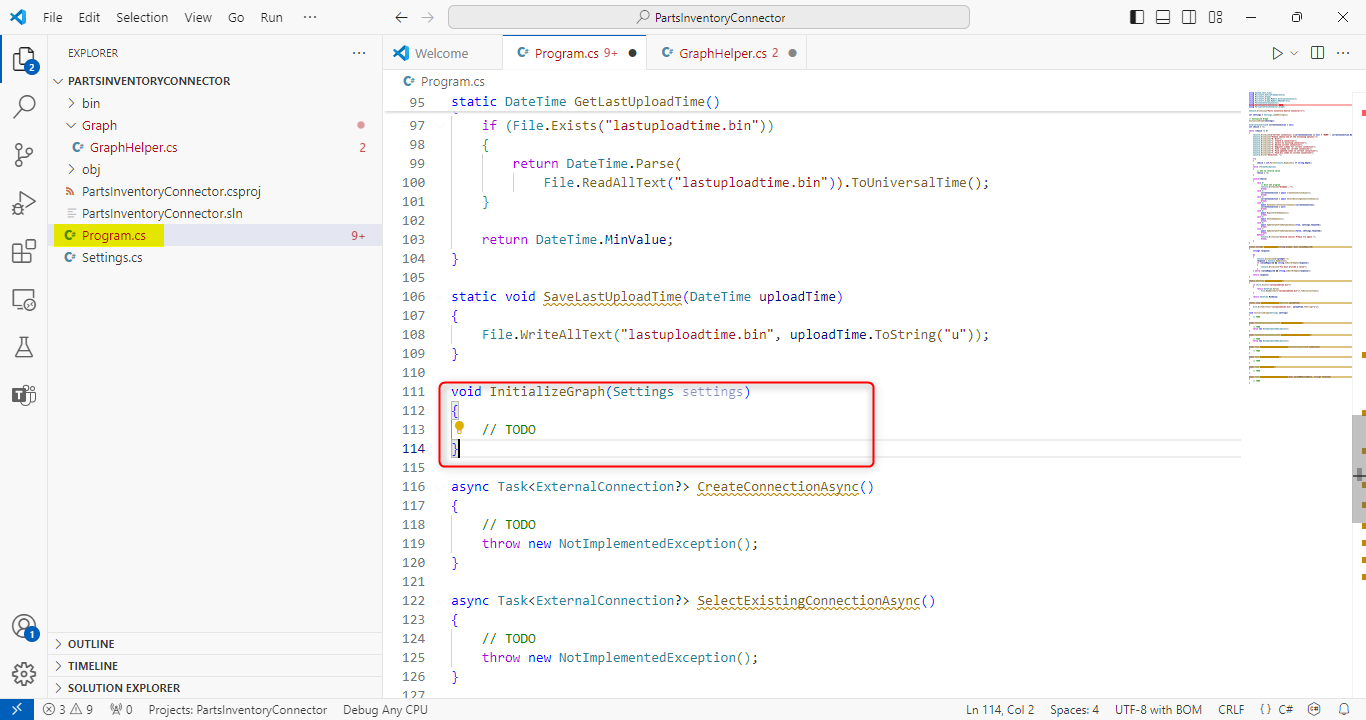 File Edit Selection View Go Run ··· PartsInventoryConnector
EXPLORER ···
PARTSINVENTORYCONNECTOR
bin
Graph
C# GraphHelper.cs 2
obj
PartsInventoryConnector.csproj
PartsInventoryConnector.sln
C# Program.cs 9+
C# Settings.cs
OUTLINE
TIMELINE
SOLUTION EXPLORER
2
1
Welcome C# Program.cs 9+ C# GraphHelper.cs 2
C# Program.cs
95 static DateTime GetLastUploadTime()
97 if (File.Exists("lastuploadtime.bin"))
98 {
99 return DateTime.Parse(
100 File.ReadAllText("lastuploadtime.bin")).ToUniversalTime();
101 }
102
103 return DateTime.MinValue;
104 }
105
106 static void SaveLastUploadTime(DateTime uploadTime)
107 {
108 File.WriteAllText("lastuploadtime.bin", uploadTime.ToString("u"));
109 }
110
111 void InitializeGraph(Settings settings)
112 {
113 // TODO
114 }
115
116 async Task<ExternalConnection?> CreateConnectionAsync()
117 {
118 // TODO
119 throw new NotImplementedException();
120 }
121
122 async Task<ExternalConnection?> SelectExistingConnectionAsync()
123 {
124 // TODO
125 throw new NotImplementedException();
126 }
127
3 9 0 Projects: PartsInventoryConnector Debug Any CPU Ln 114, Col 2 Spaces: 4 UTF-8 with BOM CRLF {} C#